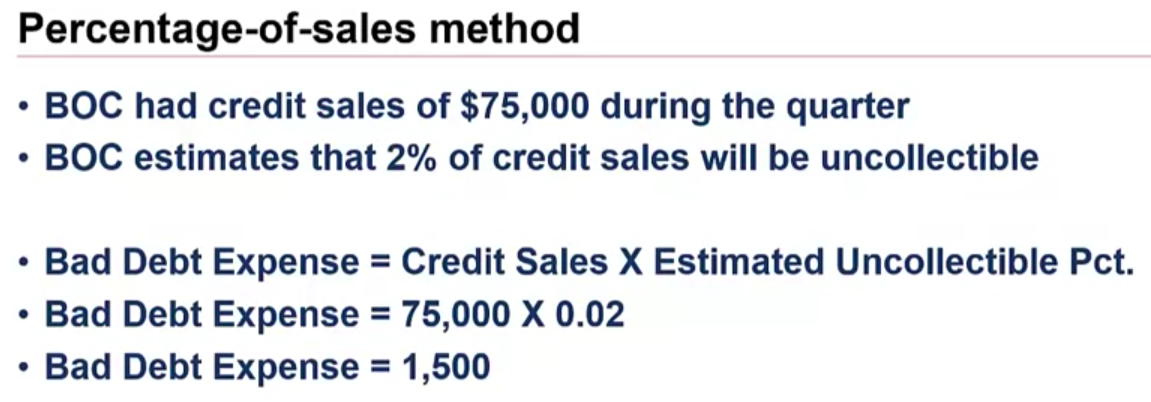 Percentage-of-sales method
• BOC had credit sales of $75,000 during the quarter
• BOC estimates that 2% of credit sales will be uncollectible
• Bad Debt Expense = Credit Sales X Estimated Uncollectible Pct.
• Bad Debt Expense = 75,000 X 0.02
• Bad Debt Expense = 1,500